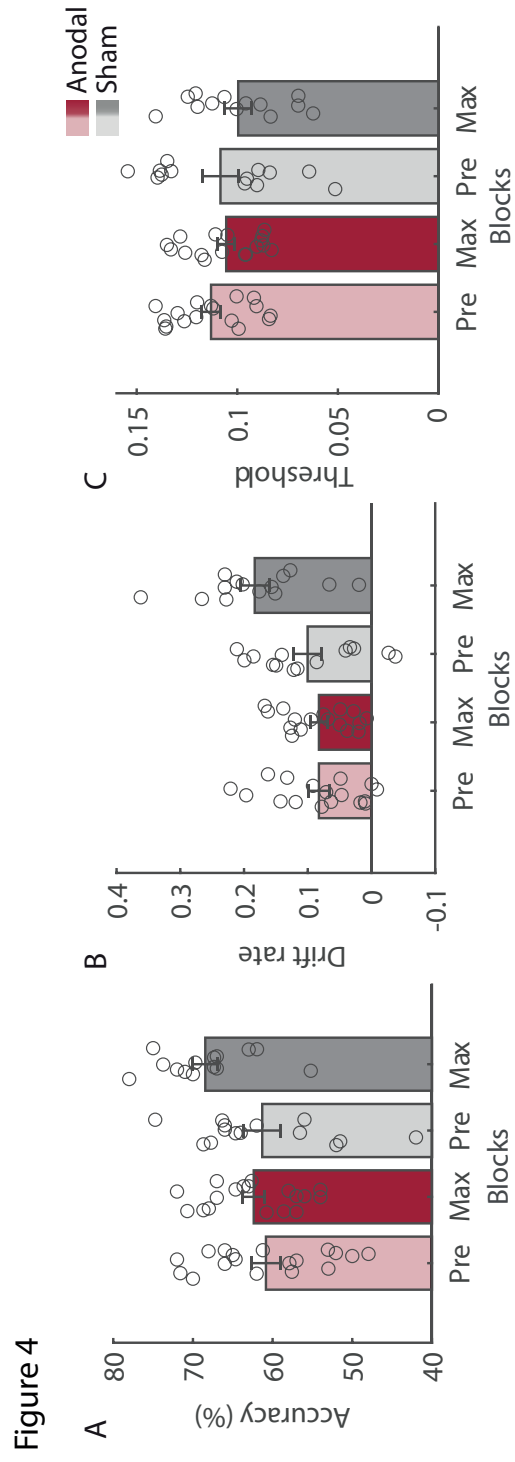 Figure 4
A
Accuracy (%)
80
70
60
50
40
Pre
Max
Pre
Max
Blocks
B
Drift rate
0.4
0.3
0.2
0.1
0
-0.1
Pre
Max
Pre
Max
Blocks
C
Threshold
0.15
0.1
0.05
0
Pre
Max
Pre
Max
Blocks
Anodal
Sham